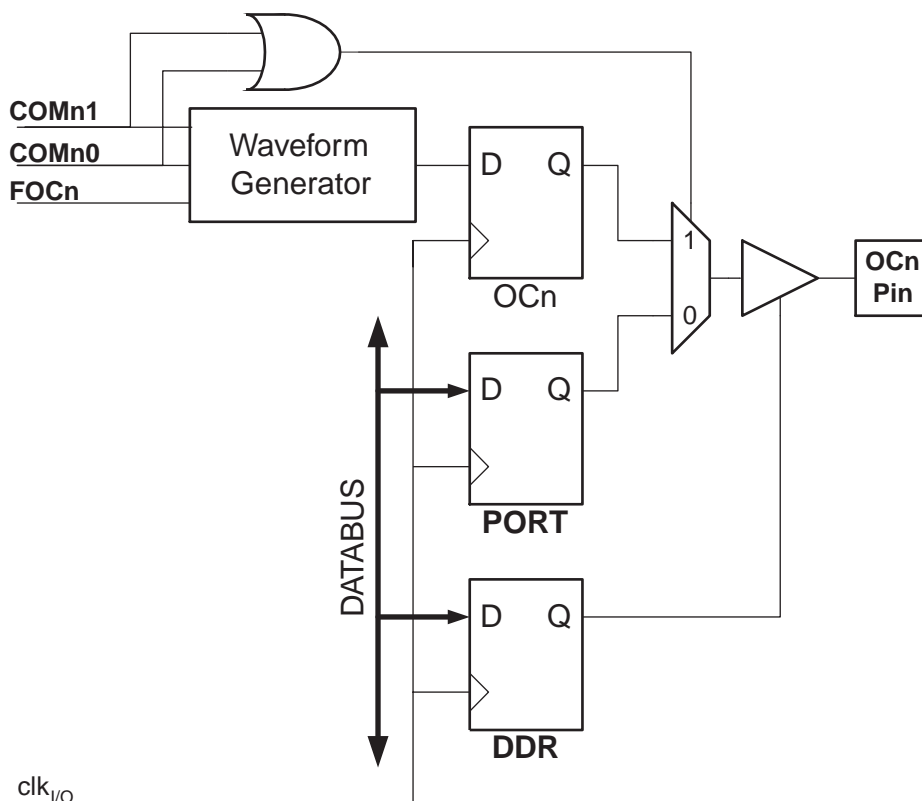 COMn1
COMn0
FOCn
Waveform
Generator
D Q
OCn
1
0
OCn
Pin
D Q
PORT
DATABUS
D Q
DDR
clkI/O